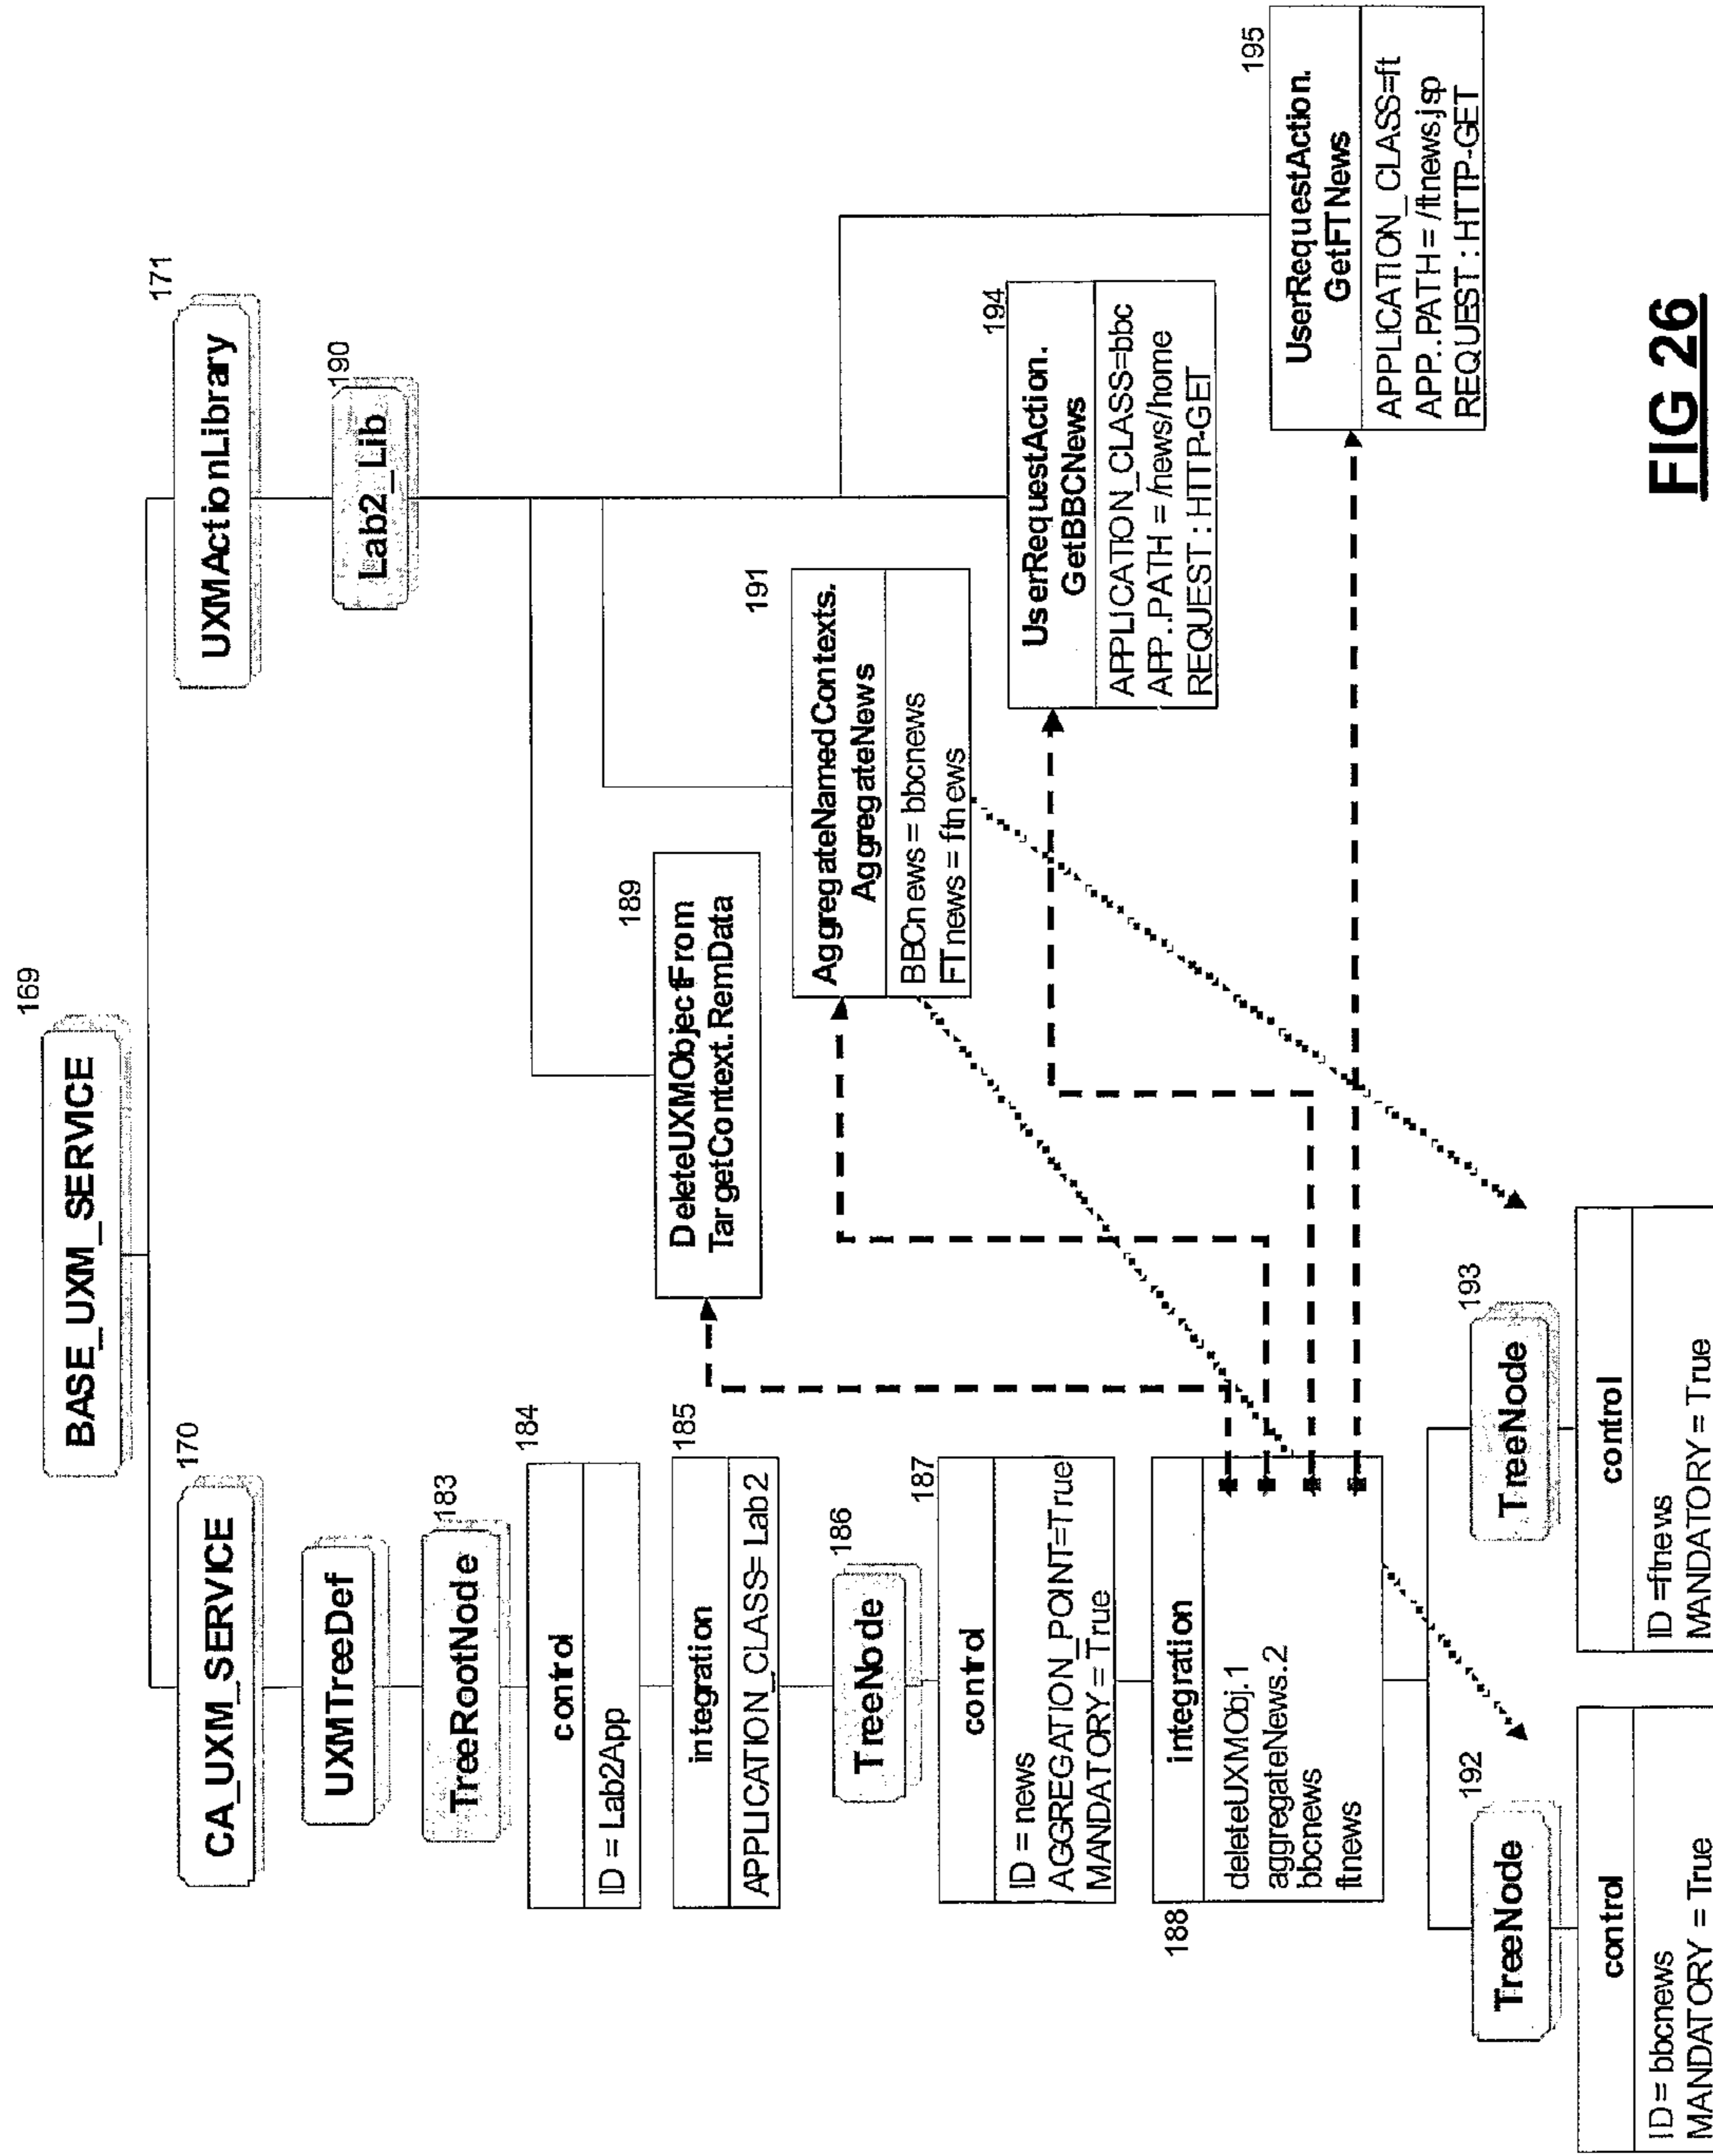 169
BASE_UXM_SERVICE
170
CA_UXM_SERVICE
UXMTreeDef
183
TreeRootNode
184
control
ID = Lab2App
185
integration
APPLICATION_CLASS= Lab2
186
TreeNode
187
control
ID = news
AGGREGATION_POINT=True
MANDATORY = True
188
integration
deleteUXMObj.1
aggregateNews.2
bbcnews
ftnews
192
TreeNode
control
ID = bbcnews
MANDATORY = True
193
TreeNode
control
ID =ftnews
MANDATORY = True
171
UXMActionLibrary
190
Lab2_Lib
189
DeleteUXMObjectFrom
TargetContext.RemData
191
AggregateNamedContexts.
AggregateNews
BBCnews = bbcnews
FTnews = ftnews
194
UserRequestAction.
GetBBCNews
APPLICATION_CLASS=bbc
APP..PATH = /news/home
REQUEST : HTTP-GET
195
UserRequestAction.
GetFTNews
APPLICATION_CLASS=ft
APP..PATH = /ftnews.jsp
REQUEST : HTTP-GET
FIG 26